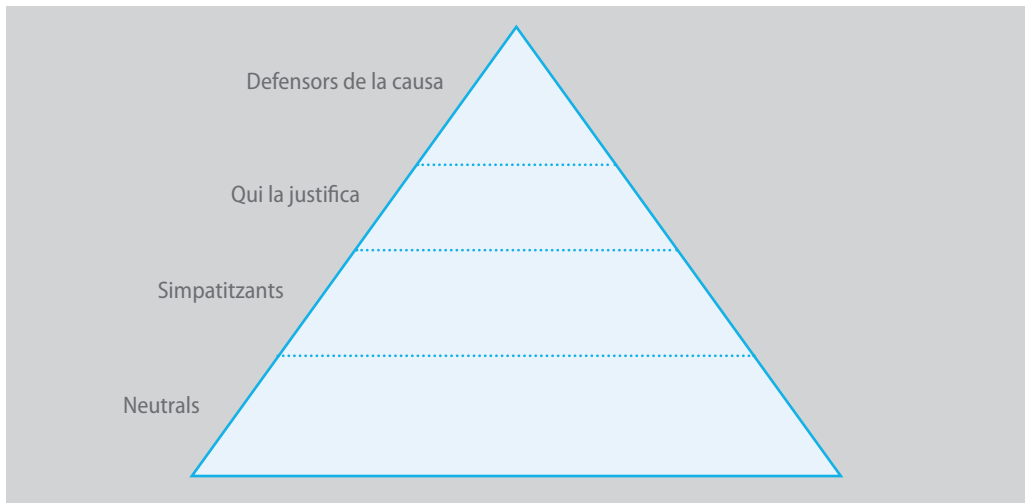 Defensors de la causa
Qui la justifica
Simpatitzants
Neutrals